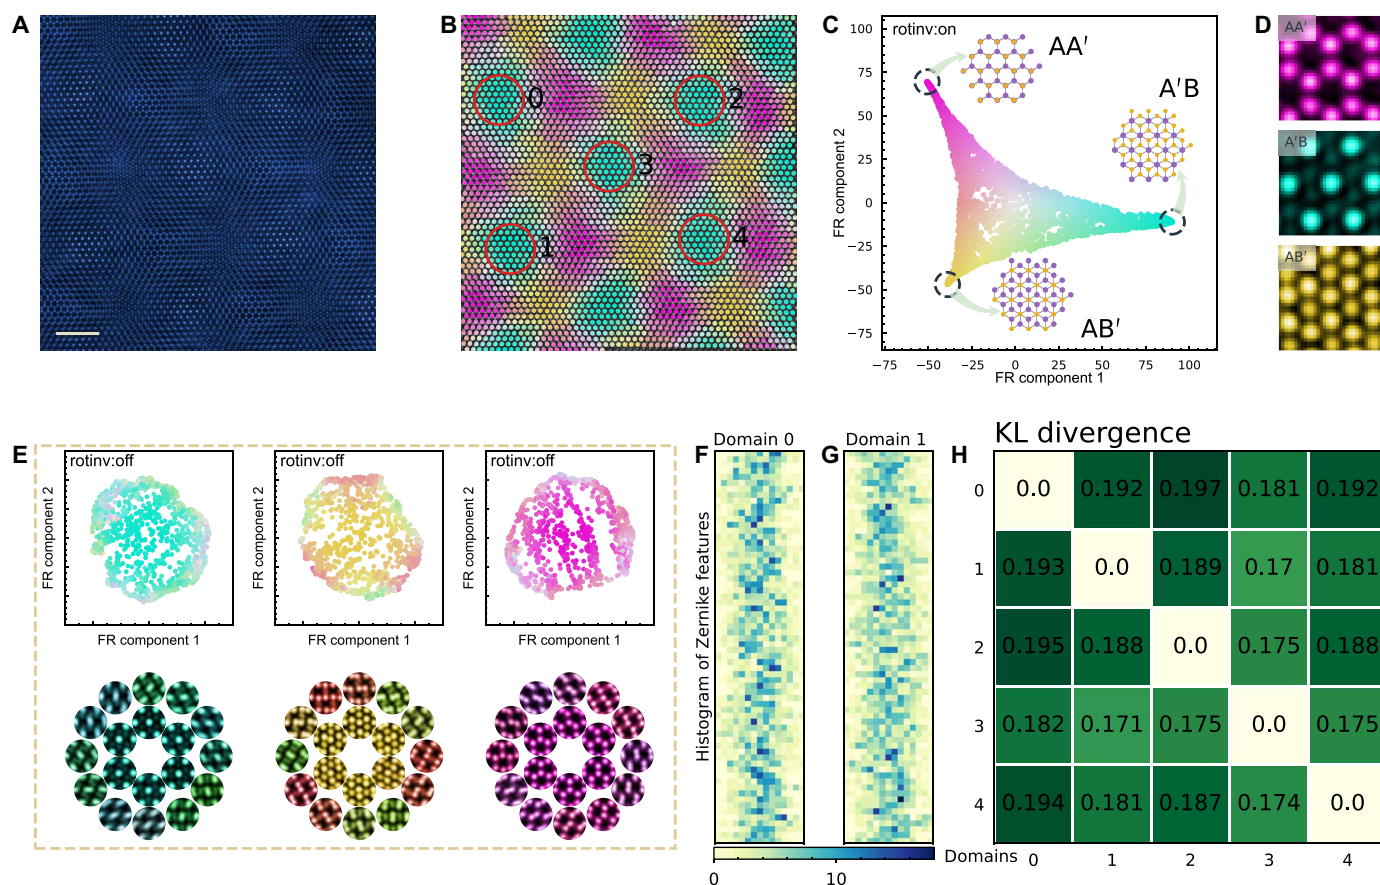 A
B
0
2
3
1
4
C
rotinv:on
AA′
A′B
AB′
FR component 2
100
75
50
25
0
−25
−50
−75
−75
−50
−25
0
25
50
75
100
FR component 1
D
AA′
A′B
AB′
E
rotinv:off
rotinv:off
rotinv:off
FR component 2
FR component 2
FR component 2
FR component 1
FR component 1
FR component 1
F
Domain 0
G
Domain 1
Histogram of Zernike features
0
10
H
KL divergence
0
0.0
0.192
0.197
0.181
0.192
1
0.193
0.0
0.189
0.17
0.181
2
0.195
0.188
0.0
0.175
0.188
3
0.182
0.171
0.175
0.0
0.175
4
0.194
0.181
0.187
0.174
0.0
Domains
0
1
2
3
4